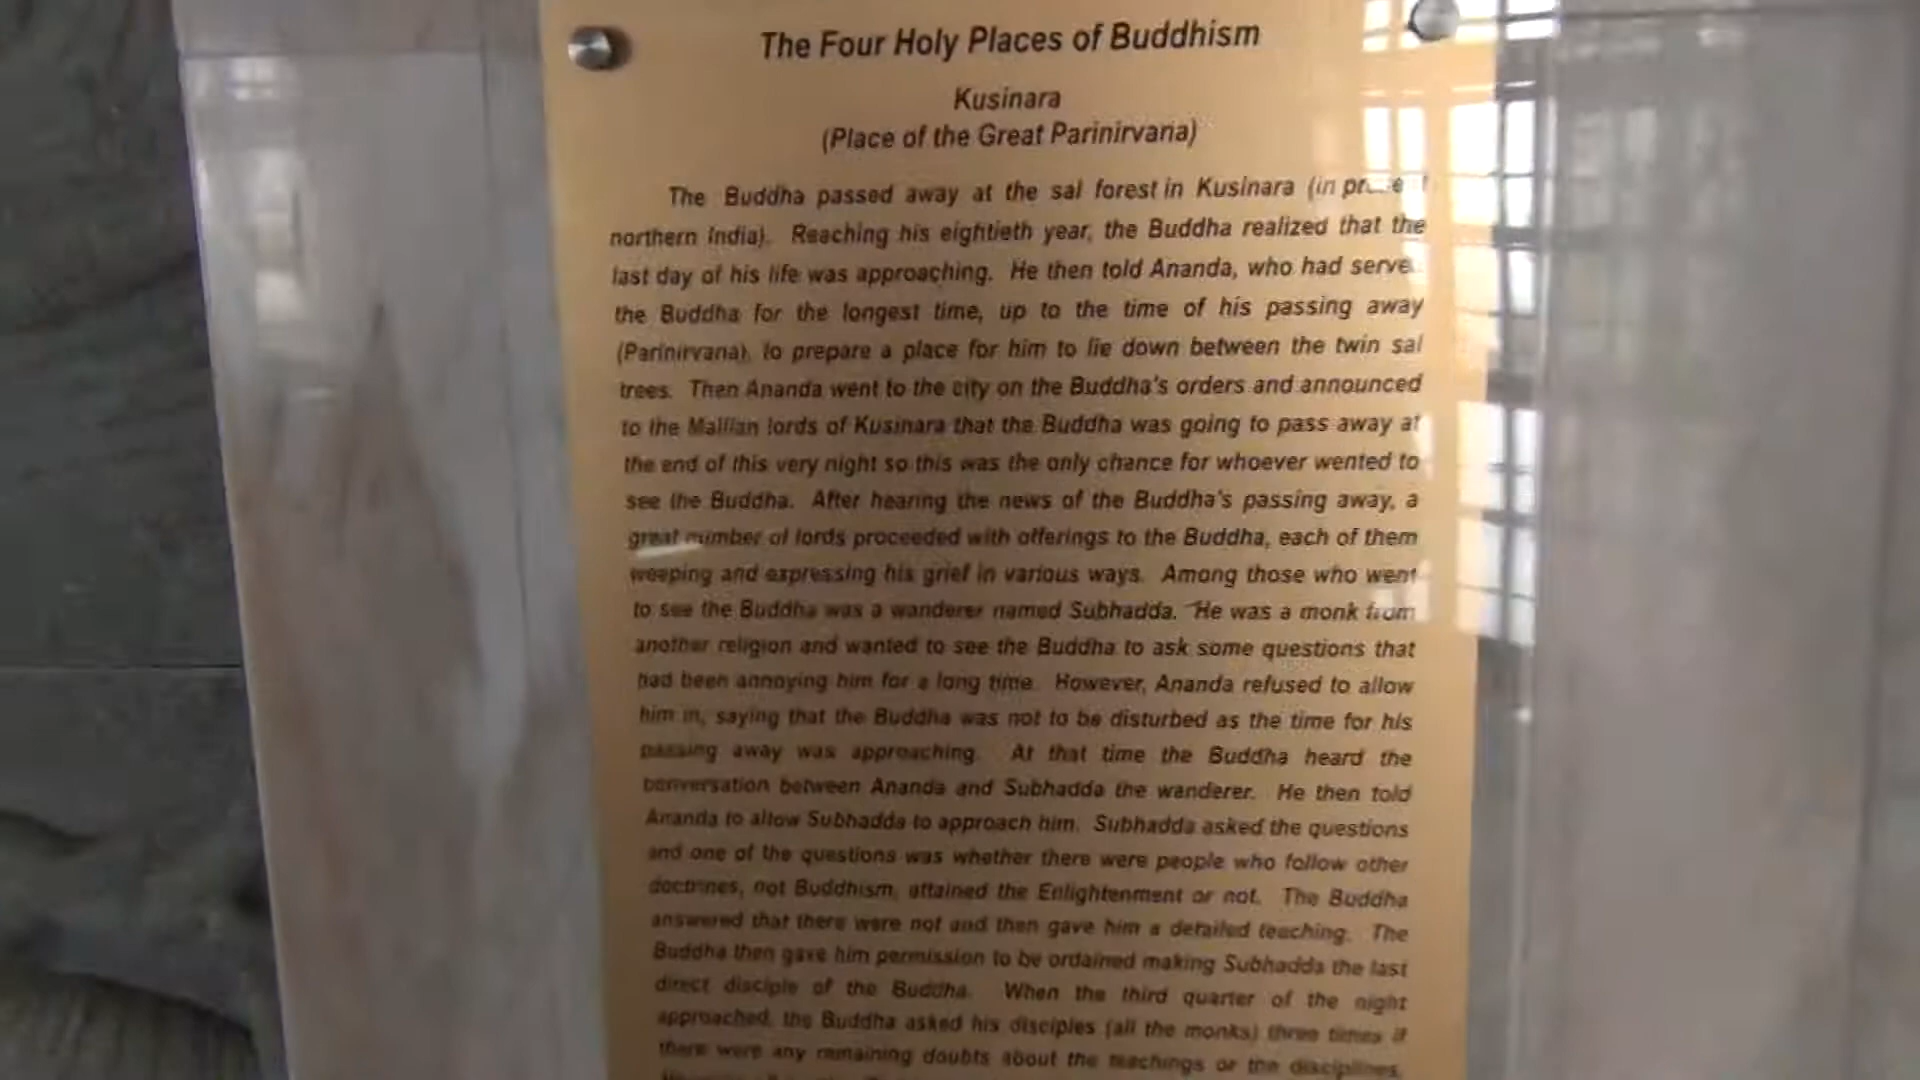 The Four Holy Places of Buddhism
Kusinara
(Place of the Great Parinirvana)
The Buddha passed away at the sal forest in Kusinara (in
northern India). Reaching his eightieth year, the Buddha realized that the
last day of his life was approaching. He then told Ananda, who had serve
the Buddha for the longest time, up to the time of his passing away
(Parinirvana), to prepare a place for him to lie down between the twin sal
trees. Then Ananda went to the city on the Buddha's orders and announced
to the Mallian lords of Kusinara that the Buddha was going to pass away at
the end of this very night so this was the only chance for whoever wented to
see the Buddha. After hearing the news of the Buddha's passing away, a
great number of lords proceeded with offerings to the Buddha, each of them
weeping and expressing his grief in various ways. Among those who went
to see the Buddha was a wanderer named Subhadda. He was a monk from
another religion and wanted to see the Buddha to ask some questions that
had been annoying him for a long time. However, Ananda refused to allow
him in, saying that the Buddha was not to be disturbed as the time for his
passing away was approaching. At that time the Buddha heard the
conversation between Ananda and Subhadda the wanderer. He then told
Ananda to allow Subhadda to approach him. Subhadda asked the questions
and one of the questions was whether there were people who follow other
doctrines, not Buddhism, attained the Enlightenment or not. The Buddha
answered that there were not and then gave him a detailed teaching. The
Buddha then gave him permission to be ordained making Subhadda the last
direct disciple of the Buddha. When the third quarter of the night
approached, the Buddha asked his disciples (all the monks) three times if
there were any remaining doubts about the teachings or the disciplines.